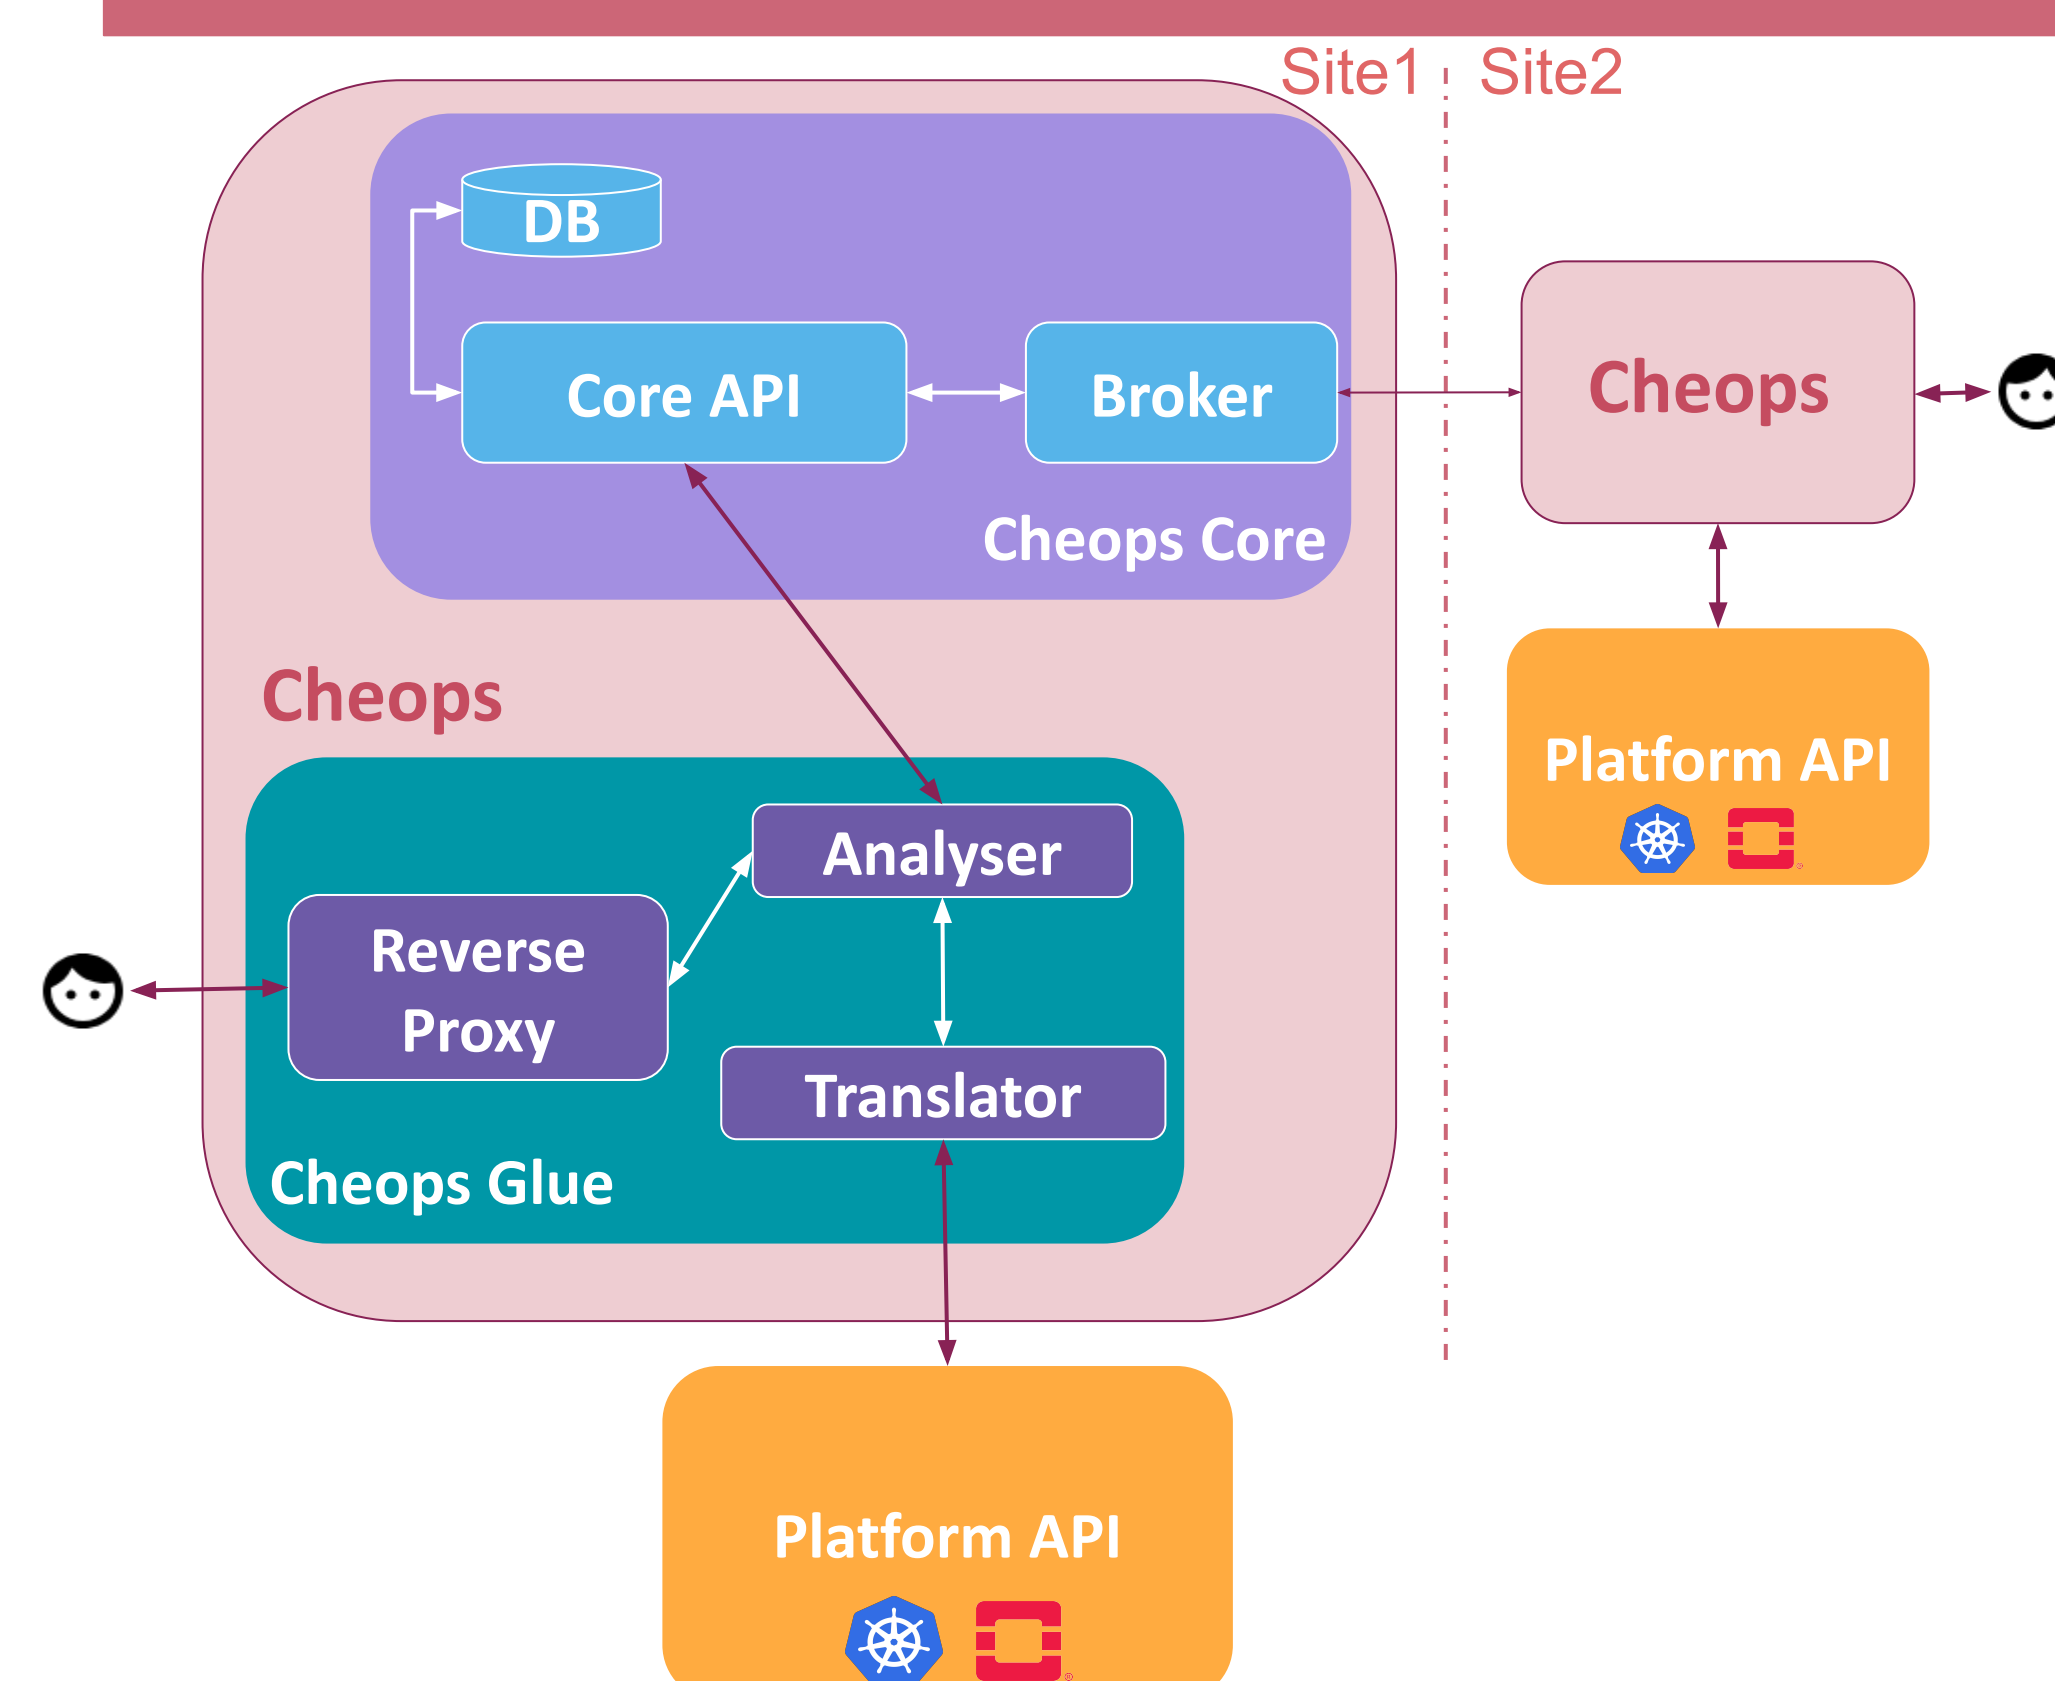 Site1
Site2
DB
Core API
Broker
Cheops Core
Cheops
Platform API
®
Cheops
Analyser
Reverse
Proxy
Translator
Cheops Glue
Platform API
®